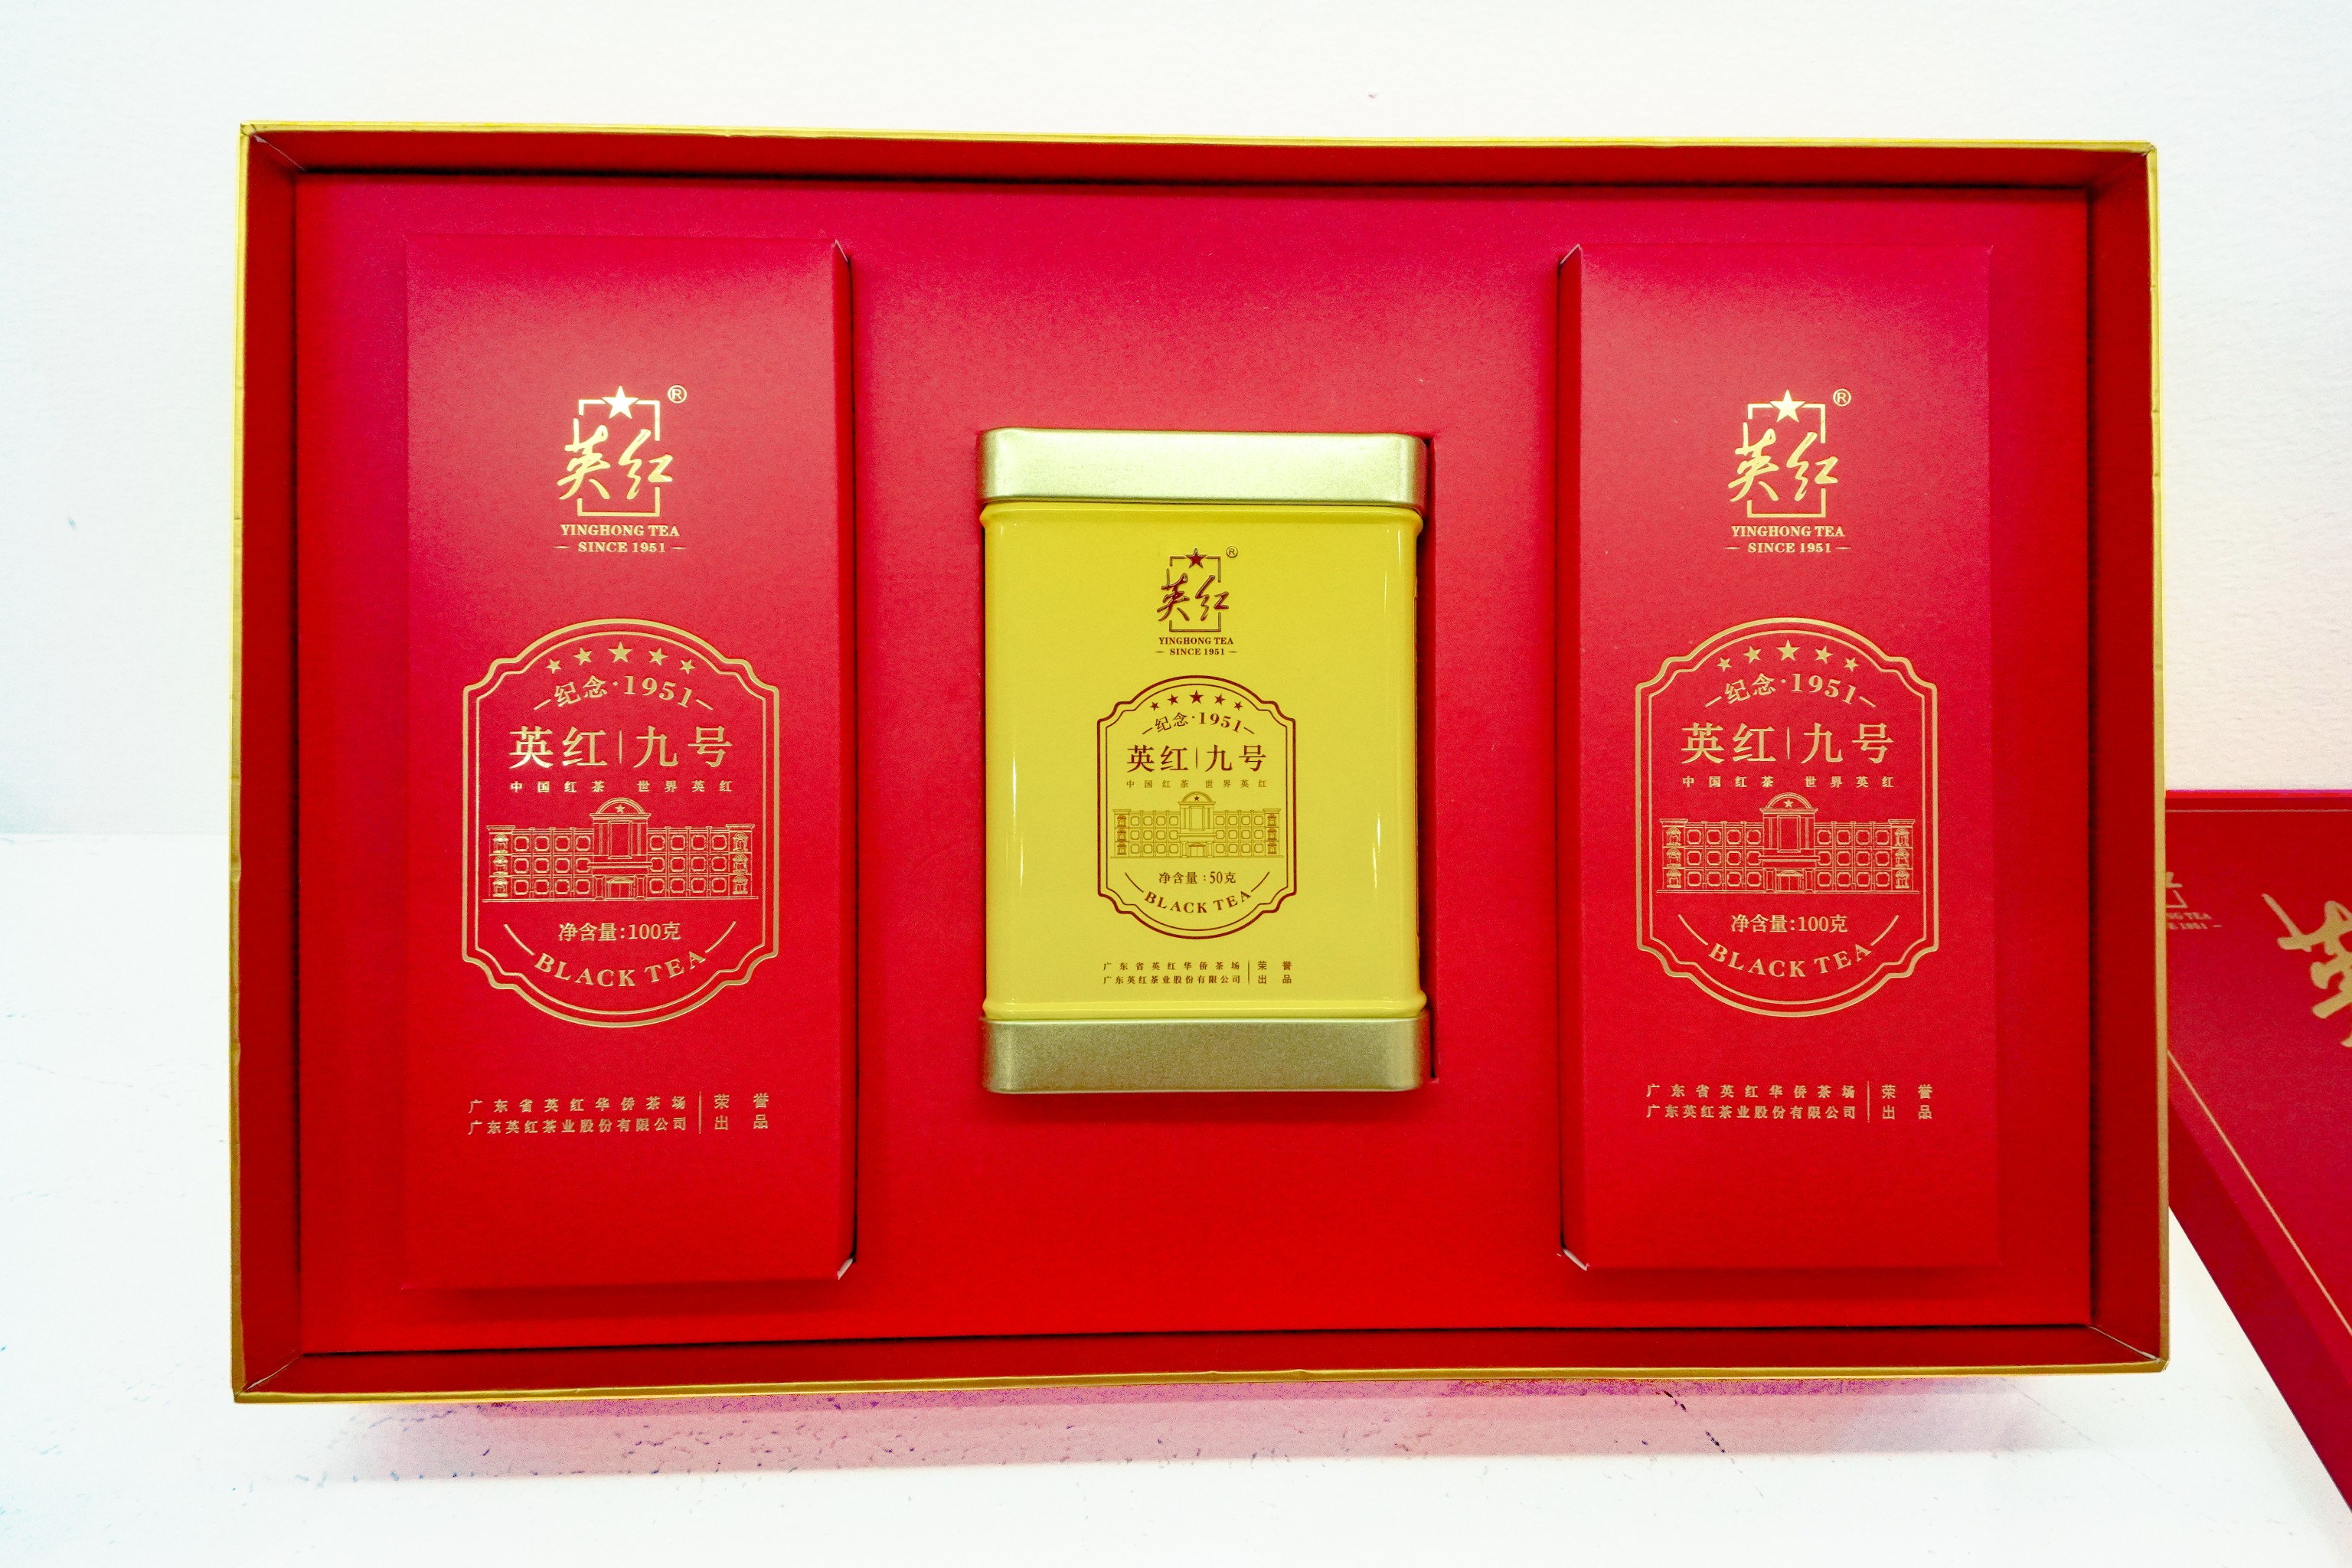 英红®
YINGHONG TEA
SINCE 1951
纪念·1951
英红|九号
中国红茶 世界英红
净含量:100克
BLACK TEA
广东省英红华侨茶场
广东英红茶业股份有限公司
荣誉
出品
英红®
YINGHONG TEA
SINCE 1951
纪念·1951
英红|九号
中国红茶 世界英红
净含量:50克
BLACK TEA
广东省英红华侨茶场
广东英红茶业股份有限公司
荣誉
出品
英红®
YINGHONG TEA
SINCE 1951
纪念·1951
英红|九号
中国红茶 世界英红
净含量:100克
BLACK TEA
广东省英红华侨茶场
广东英红茶业股份有限公司
荣誉
出品